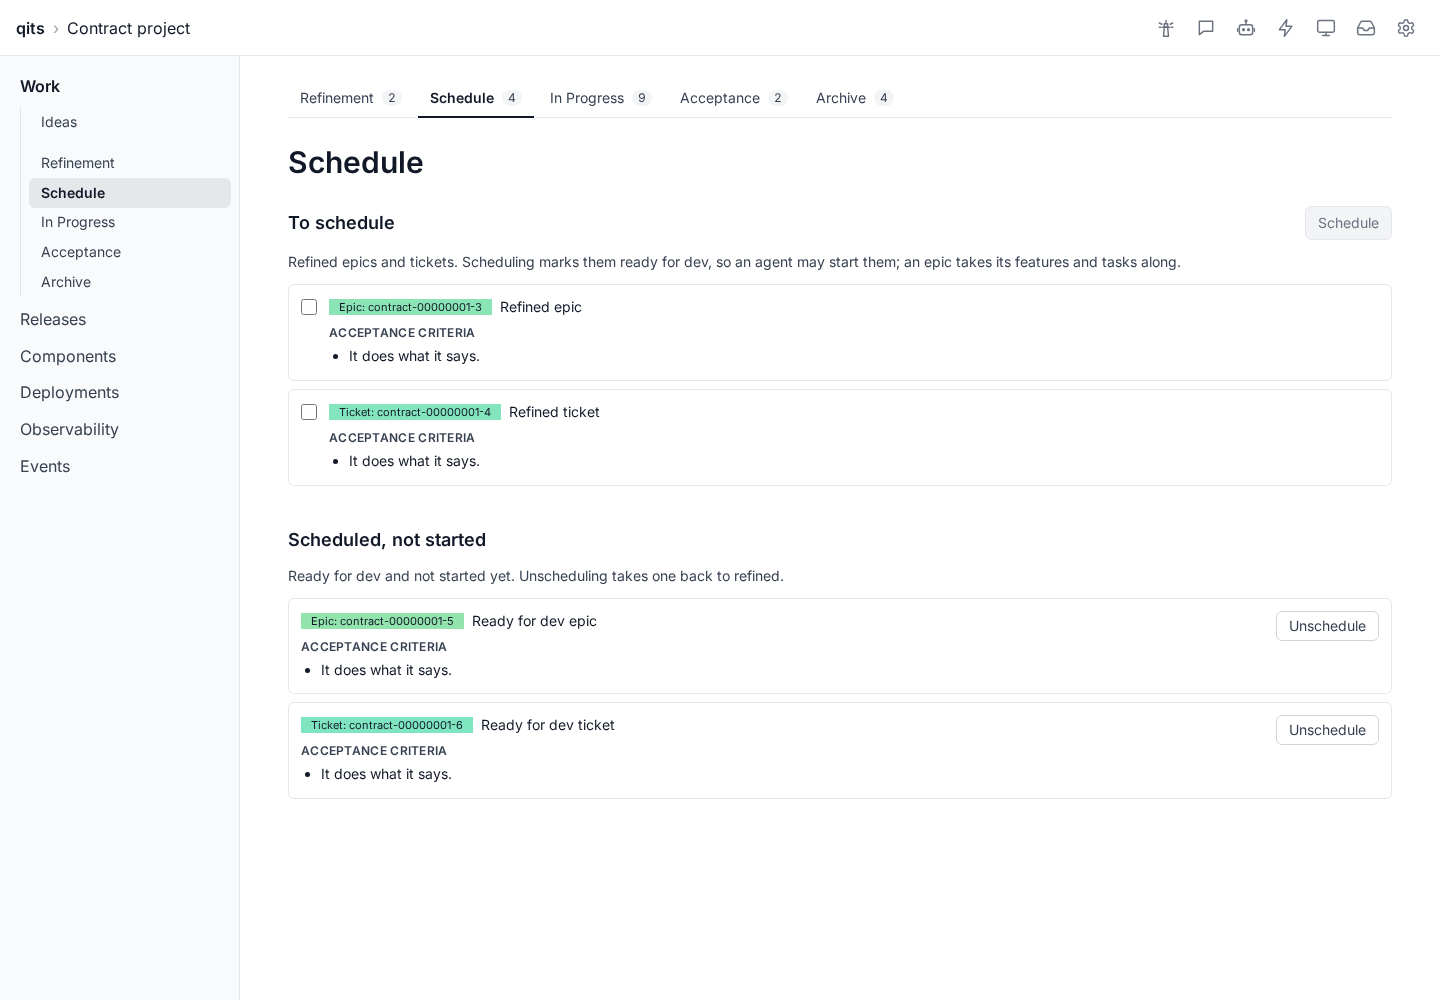 qits › Contract project
Work
Ideas
Refinement
Schedule
In Progress
Acceptance
Archive
Releases
Components
Deployments
Observability
Events
Refinement 2 Schedule 4 In Progress 9 Acceptance 2 Archive 4
Schedule
To schedule
Schedule
Refined epics and tickets. Scheduling marks them ready for dev, so an agent may start them; an epic takes its features and tasks along.
Epic: contract-00000001-3 Refined epic
ACCEPTANCE CRITERIA
• It does what it says.
Ticket: contract-00000001-4 Refined ticket
ACCEPTANCE CRITERIA
• It does what it says.
Scheduled, not started
Ready for dev and not started yet. Unscheduling takes one back to refined.
Epic: contract-00000001-5 Ready for dev epic
Unschedule
ACCEPTANCE CRITERIA
• It does what it says.
Ticket: contract-00000001-6 Ready for dev ticket
Unschedule
ACCEPTANCE CRITERIA
• It does what it says.